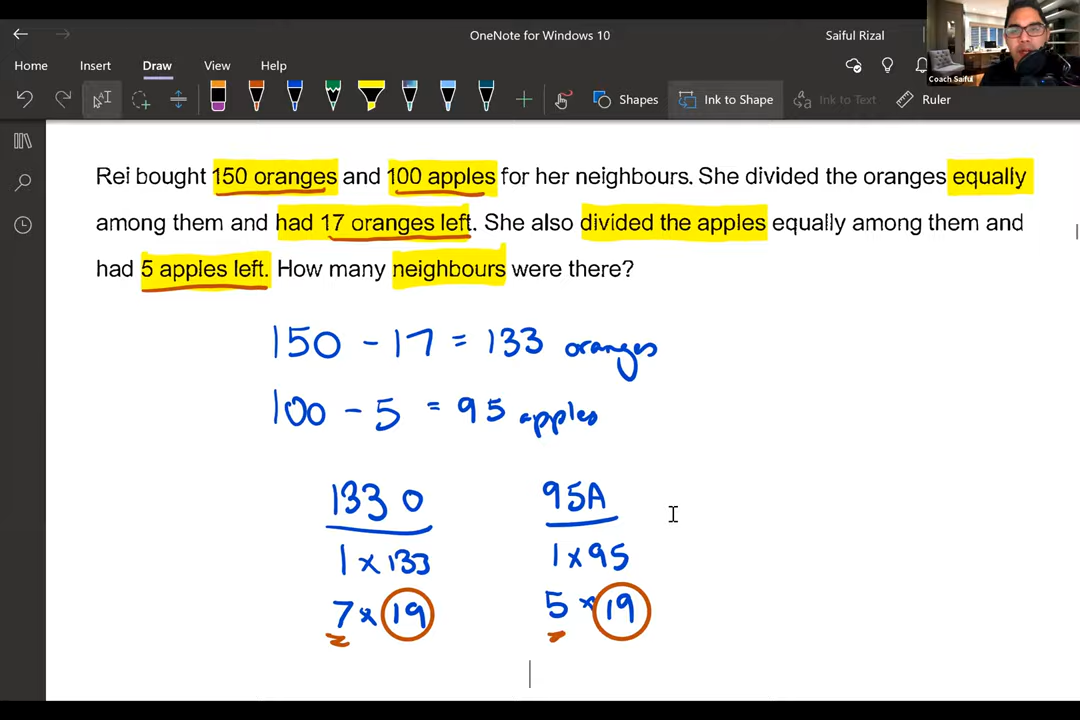 OneNote for Windows 10
Saiful Rizal
Home Insert Draw View Help
Coach Saiful
Shapes Ink to Shape Ink to Text Ruler
Rei bought 150 oranges and 100 apples for her neighbours. She divided the oranges equally
among them and had 17 oranges left. She also divided the apples equally among them and
had 5 apples left. How many neighbours were there?
150 - 17 = 133 oranges
100 - 5 = 95 apples
133 O 95A
1 x 133 1 x 95
7 x 19 5 x 19